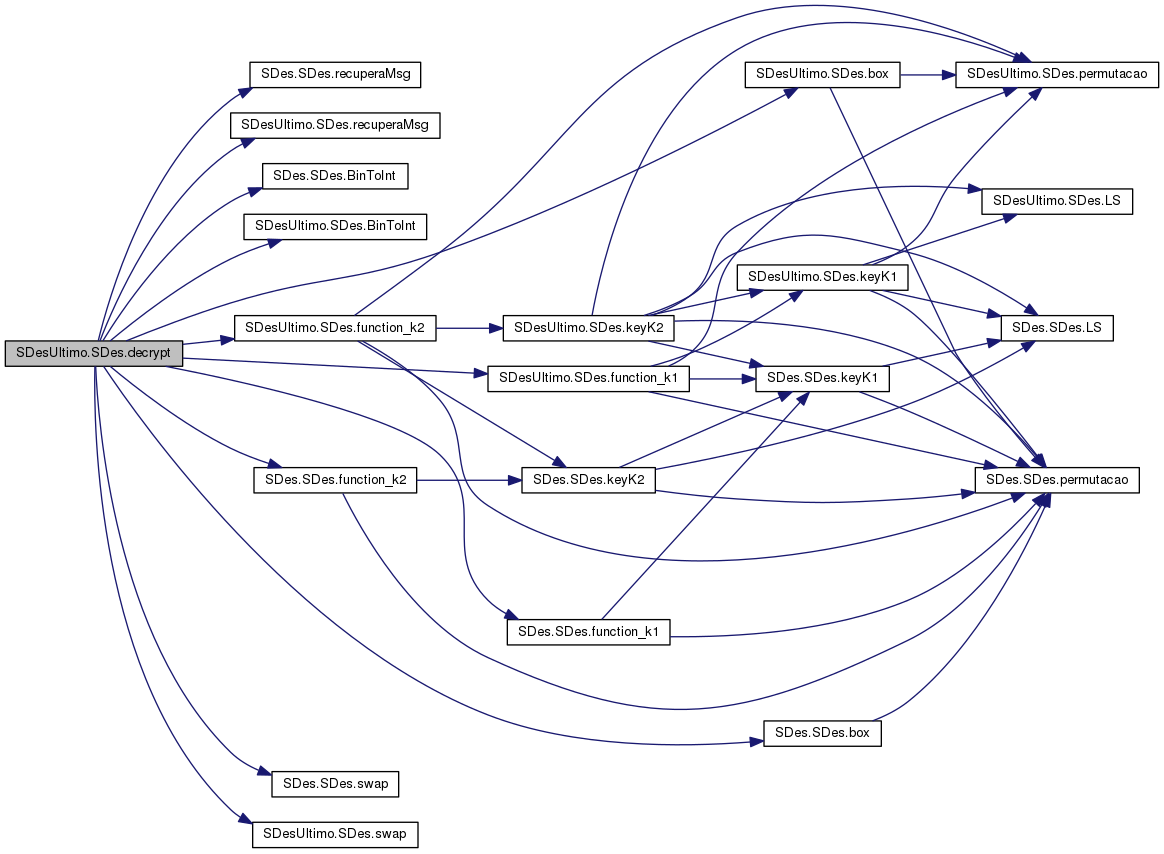 SDes.SDes.recuperaMsg
SDesUltimo.SDes.recuperaMsg
SDes.SDes.BinToInt
SDesUltimo.SDes.BinToInt
SDesUltimo.SDes.box
SDesUltimo.SDes.permutacao
SDesUltimo.SDes.LS
SDesUltimo.SDes.keyK1
SDesUltimo.SDes.function_k2
SDesUltimo.SDes.keyK2
SDes.SDes.LS
SDesUltimo.SDes.decrypt
SDesUltimo.SDes.function_k1
SDes.SDes.keyK1
SDes.SDes.function_k2
SDes.SDes.keyK2
SDes.SDes.permutacao
SDes.SDes.function_k1
SDes.SDes.box
SDes.SDes.swap
SDesUltimo.SDes.swap